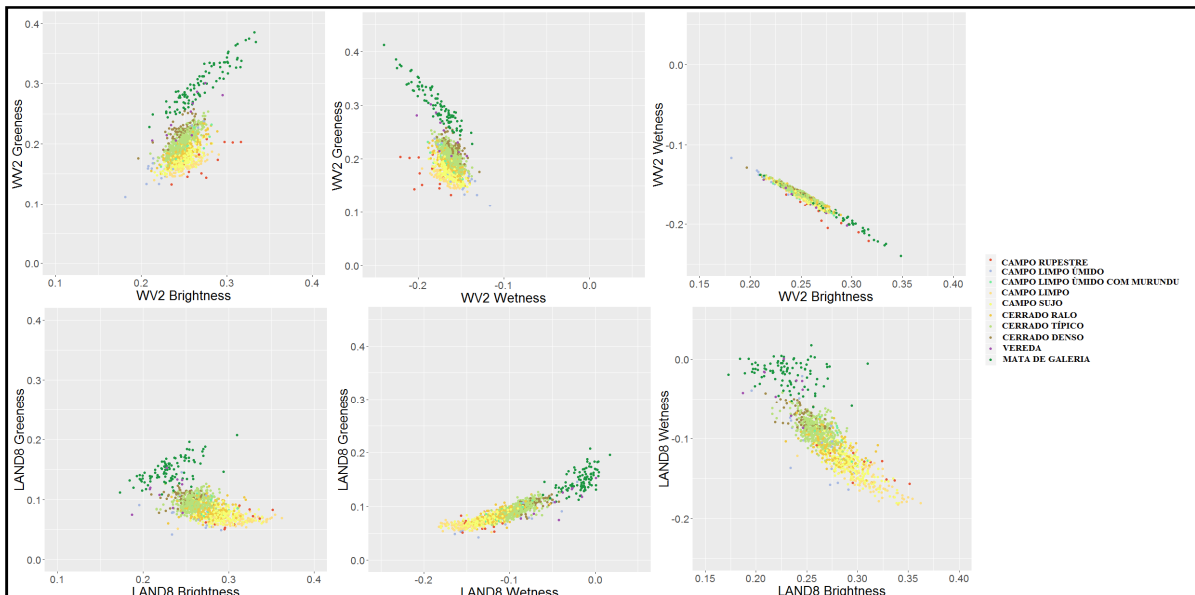 0.4
0.3
0.2
0.1
0.0
WV2 Greeness
0.1
0.2
0.3
0.4
WV2 Brightness
0.4
0.3
0.2
0.1
0.0
WV2 Greeness
-0.2
-0.1
0.0
WV2 Wetness
0.0
-0.1
-0.2
WV2 Wetness
0.15
0.20
0.25
0.30
0.35
0.40
WV2 Brightness
CAMPO RUPESTRE
CAMPO LIMPO ÚMIDO
CAMPO LIMPO ÚMIDO COM MURUNDU
CAMPO LIMPO
CAMPO SUJO
CERRADO RALO
CERRADO TÍPICO
CERRADO DENSO
VEREDA
MATA DE GALERIA
0.4
0.3
0.2
0.1
0.0
LAND8 Greeness
0.1
0.2
0.3
0.4
LAND8 Brightness
0.4
0.3
0.2
0.1
0.0
LAND8 Greeness
-0.2
-0.1
0.0
LAND8 Wetness
0.0
-0.1
-0.2
LAND8 Wetness
0.15
0.20
0.25
0.30
0.35
0.40
LAND8 Brightness